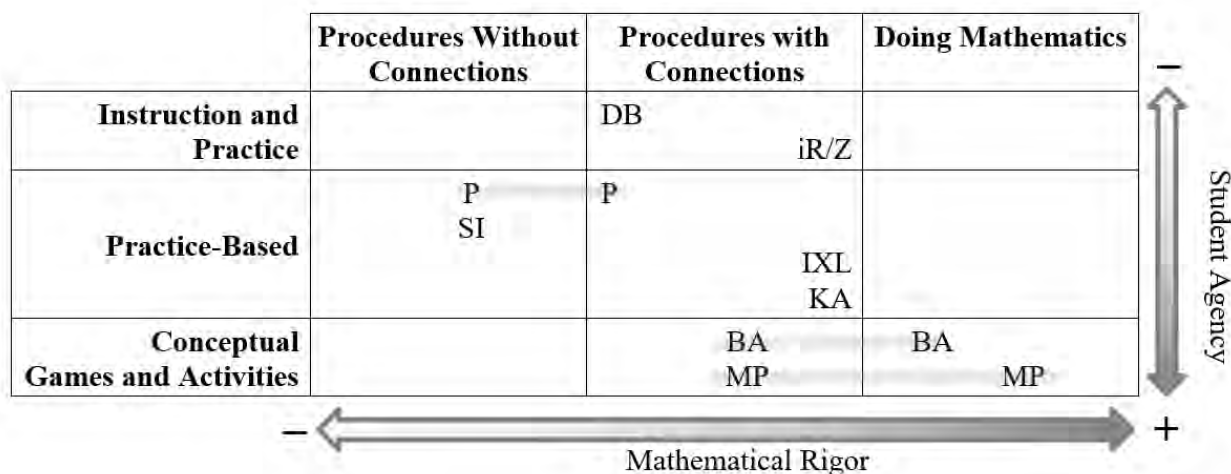 Procedures Without Connections
Procedures with Connections
Doing Mathematics
−
Instruction and Practice
DB
iR/Z
Practice-Based
P
P
SI
IXL
KA
Conceptual Games and Activities
BA
BA
MP
MP
Student Agency
−
+
Mathematical Rigor